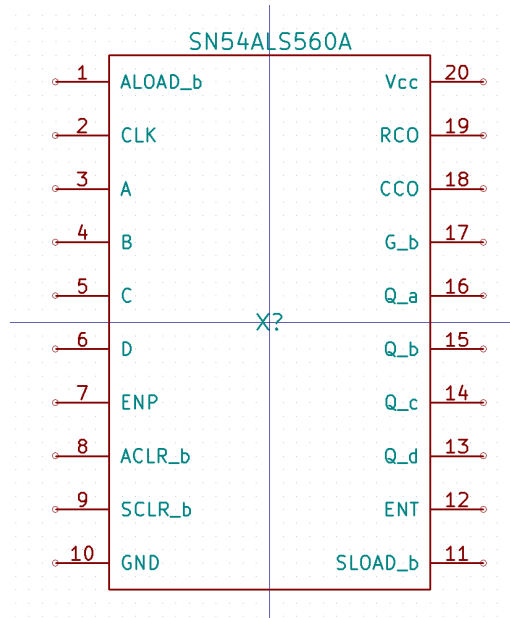 SN54ALS560A
1 ALOAD_b Vcc 20
2 CLK RCO 19
3 A CCO 18
4 B G_b 17
5 C Q_a 16
X?
6 D Q_b 15
7 ENP Q_c 14
8 ACLR_b Q_d 13
9 SCLR_b ENT 12
10 GND SLOAD_b 11